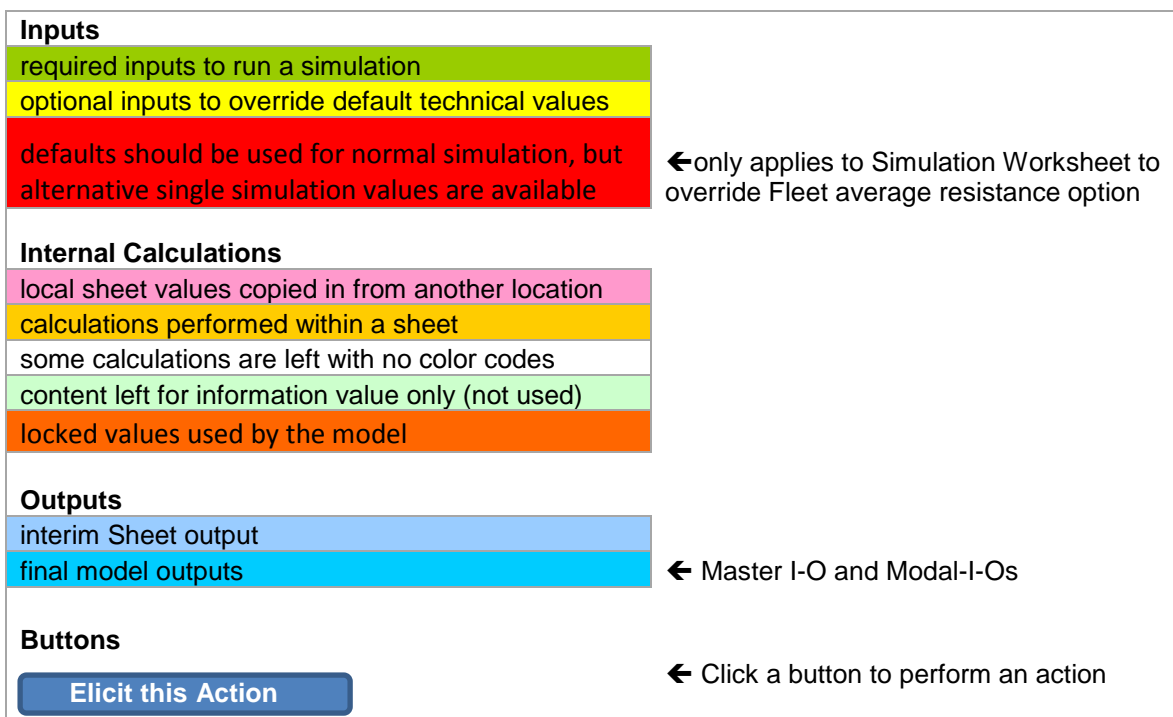 Inputs
required inputs to run a simulation
optional inputs to override default technical values
defaults should be used for normal simulation, but
alternative single simulation values are available
🡸only applies to Simulation Worksheet to
override Fleet average resistance option
Internal Calculations
local sheet values copied in from another location
calculations performed within a sheet
some calculations are left with no color codes
content left for information value only (not used)
locked values used by the model
Outputs
interim Sheet output
final model outputs
🡸 Master I-O and Modal-I-Os
Buttons
Elicit this Action
🡸 Click a button to perform an action